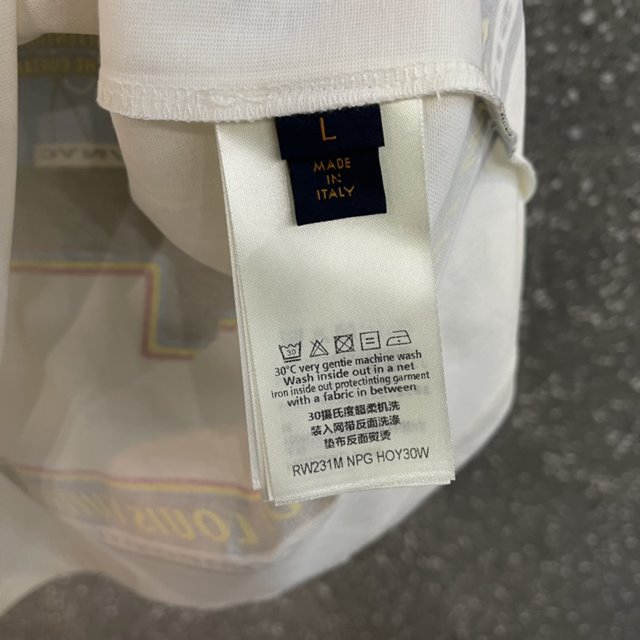 L
MADE
IN
ITALY
30
30°C very gentie machine wash
Wash inside out in a net
Iron inside out protectinting garment
with a fabric in between
30摄氏度超柔机洗
装入网带反面洗涤
垫布反面熨烫
RW231M NPG HOY30W